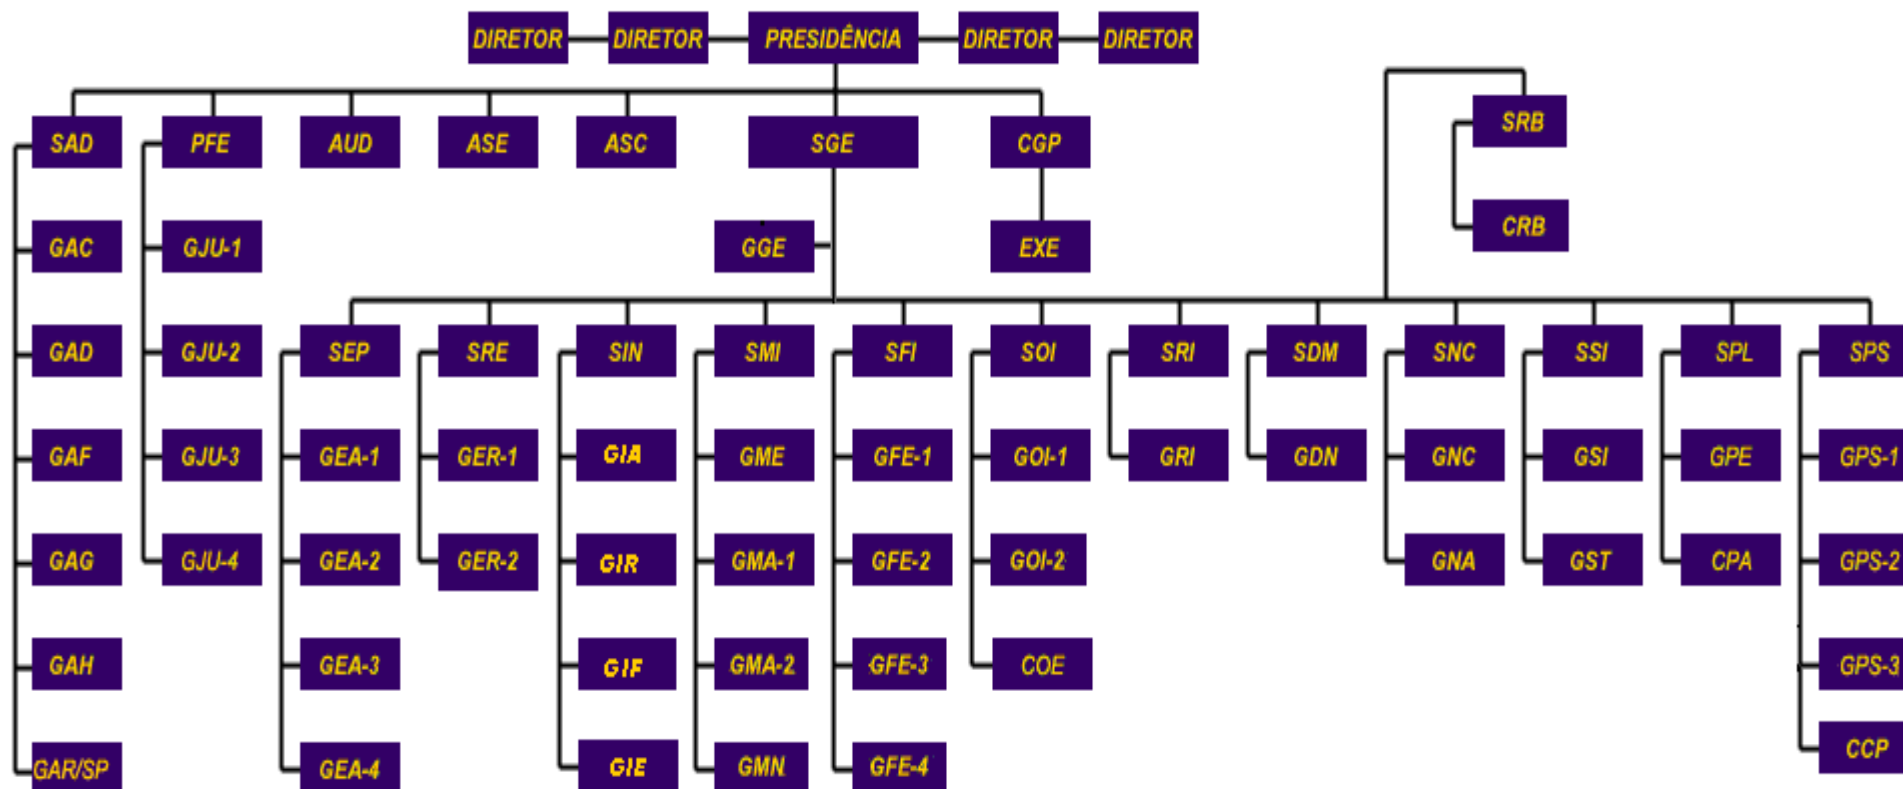 DIRETOR DIRETOR PRESIDÊNCIA DIRETOR DIRETOR
SAD PFE AUD ASE ASC SGE CGP SRB
GAC GJU-1 GGE EXE CRB
GAD GJU-2 SEP SRE SIN SMI SFI SOI SRI SDM SNC SSI SPL SPS
GAF GJU-3 GEA-1 GER-1 GIA GME GFE-1 GOI-1 GRI GDN GNC GSI GPE GPS-1
GAG GJU-4 GEA-2 GER-2 GIR GMA-1 GFE-2 GOI-2 GNA GST CPA GPS-2
GAH GEA-3 GIF GMA-2 GFE-3 COE GPS-3
GAR/SP GEA-4 GIE GMN GFE-4 CCP